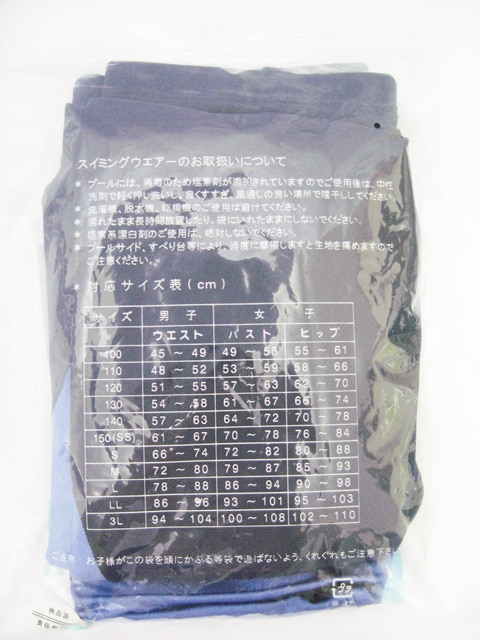 スイミングウエアーのお取扱いについて
* プールには、消毒のため塩素剤が添加されていますのでご使用後は、中性
洗剤で軽く押し洗いし、良くすすぎ、風通しの良い場所で陰干ししてください。
* 洗濯機、脱水機、乾燥機のご使用は避けてください。
* 濡れたまま長時間放置したり、袋にいれたままにしないでください。
* 塩素系漂白剤のご使用は、絶対しないでください。
* プールサイド、すべり台等により、過度に摩擦しますと生地を痛めますので
ご注意ください。
* 対応サイズ表(cm)
サイズ 男子 女子
ウエスト バスト ヒップ
100 45 ~ 49 49 ~ 55 55 ~ 61
110 48 ~ 52 53 ~ 59 58 ~ 66
120 51 ~ 55 57 ~ 63 62 ~ 70
130 54 ~ 58 61 ~ 67 66 ~ 74
140 57 ~ 63 64 ~ 72 70 ~ 78
150(SS) 61 ~ 67 70 ~ 78 76 ~ 84
S 66 ~ 74 72 ~ 82 80 ~ 88
M 72 ~ 80 79 ~ 87 85 ~ 93
L 78 ~ 88 86 ~ 94 90 ~ 98
LL 86 ~ 96 93 ~ 101 95 ~ 103
3L 94 ~ 104 100 ~ 108 102 ~ 110
ご注意：お子様がこの袋を頭にかぶる等袋で遊ばないよう、くれぐれもご注意下さい
プラ
検品済
責任